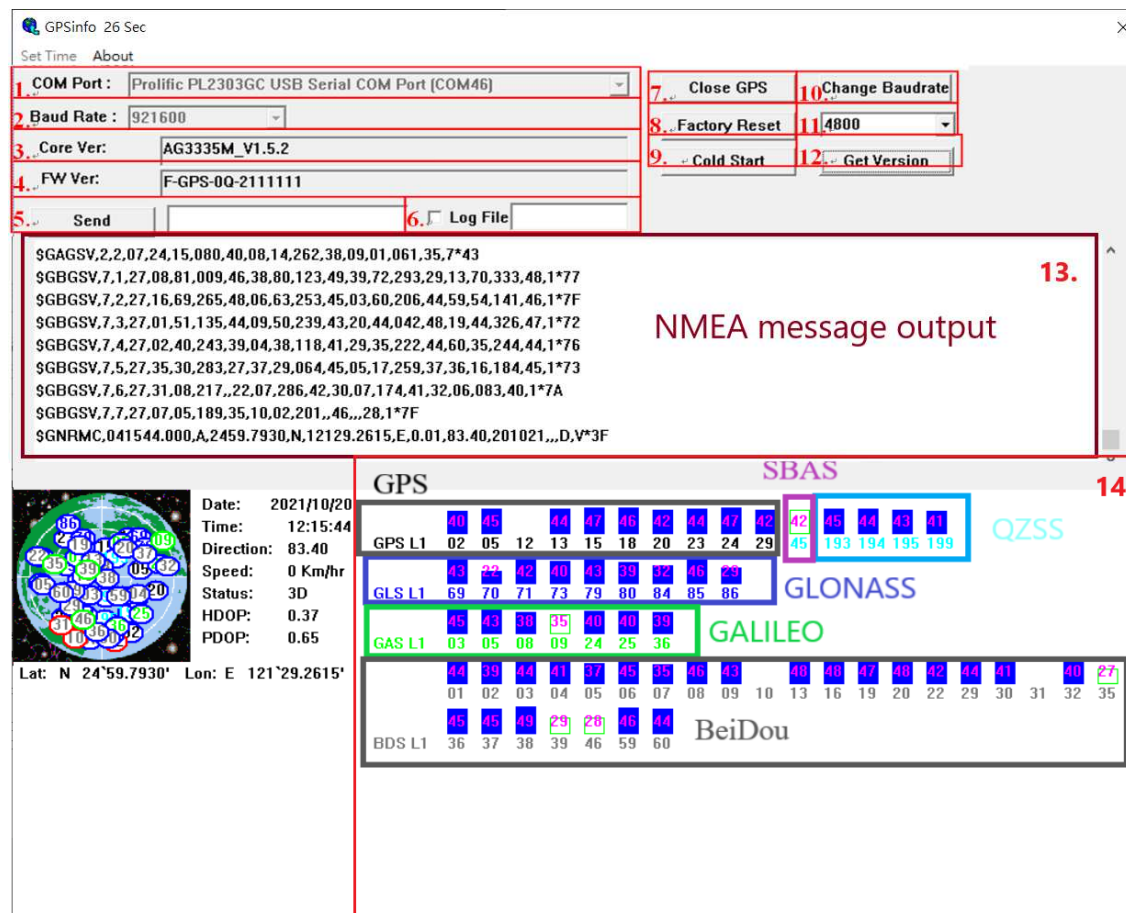 GPSinfo 26 Sec
Set Time About
1. COM Port : Prolific PL2303GC USB Serial COM Port (COM46)
7. Close GPS
10. Change Baudrate
2. Baud Rate : 921600
8. Factory Reset
11. 4800
3. Core Ver: AG3335M_V1.5.2
9. Cold Start
12. Get Version
4. FW Ver: F-GPS-0Q-2111111
5. Send
6. Log File
$GAGSV,2,2,07,24,15,080,40,08,14,262,38,09,01,061,35,7*43
13.
$GBGSV,7,1,27,08,81,009,46,38,80,123,49,39,72,293,29,13,70,333,48,1*77
$GBGSV,7,2,27,16,69,265,48,06,63,253,45,03,60,206,44,59,54,141,46,1*7F
$GBGSV,7,3,27,01,51,135,44,09,50,239,43,20,44,042,48,19,44,326,47,1*72
NMEA message output
$GBGSV,7,4,27,02,40,243,39,04,38,118,41,29,35,222,44,60,35,244,44,1*76
$GBGSV,7,5,27,35,30,283,27,37,29,064,45,05,17,259,37,36,16,184,45,1*73
$GBGSV,7,6,27,31,08,217,,22,07,286,42,30,07,174,41,32,06,083,40,1*7A
$GBGSV,7,7,27,07,05,189,35,10,02,201,,46,,,28,1*7F
$GNRMC,041544.000,A,2459.7930,N,12129.2615,E,0.01,83.40,201021,,,D,V*3F
Date: 2021/10/20
Time: 12:15:44
Direction: 83.40
Speed: 0 Km/hr
Status: 3D
HDOP: 0.37
PDOP: 0.65
Lat: N 24`59.7930' Lon: E 121`29.2615'
14
GPS
SBAS
40 45 44 47 46 42 44 47 42 42 45 44 43 41
GPS L1 02 05 12 13 15 18 20 23 24 29 45 193 194 195 199
QZSS
43 22 42 40 43 39 32 46 29
GLS L1 69 70 71 73 79 80 84 85 86
GLONASS
45 43 38 35 40 40 39
GAS L1 03 05 08 09 24 25 36
GALILEO
44 39 44 41 37 45 35 46 43 48 48 47 48 42 44 41 40 27
01 02 03 04 05 06 07 08 09 10 13 16 19 20 22 29 30 31 32 35
45 45 49 29 28 46 44
BDS L1 36 37 38 39 46 59 60
BeiDou